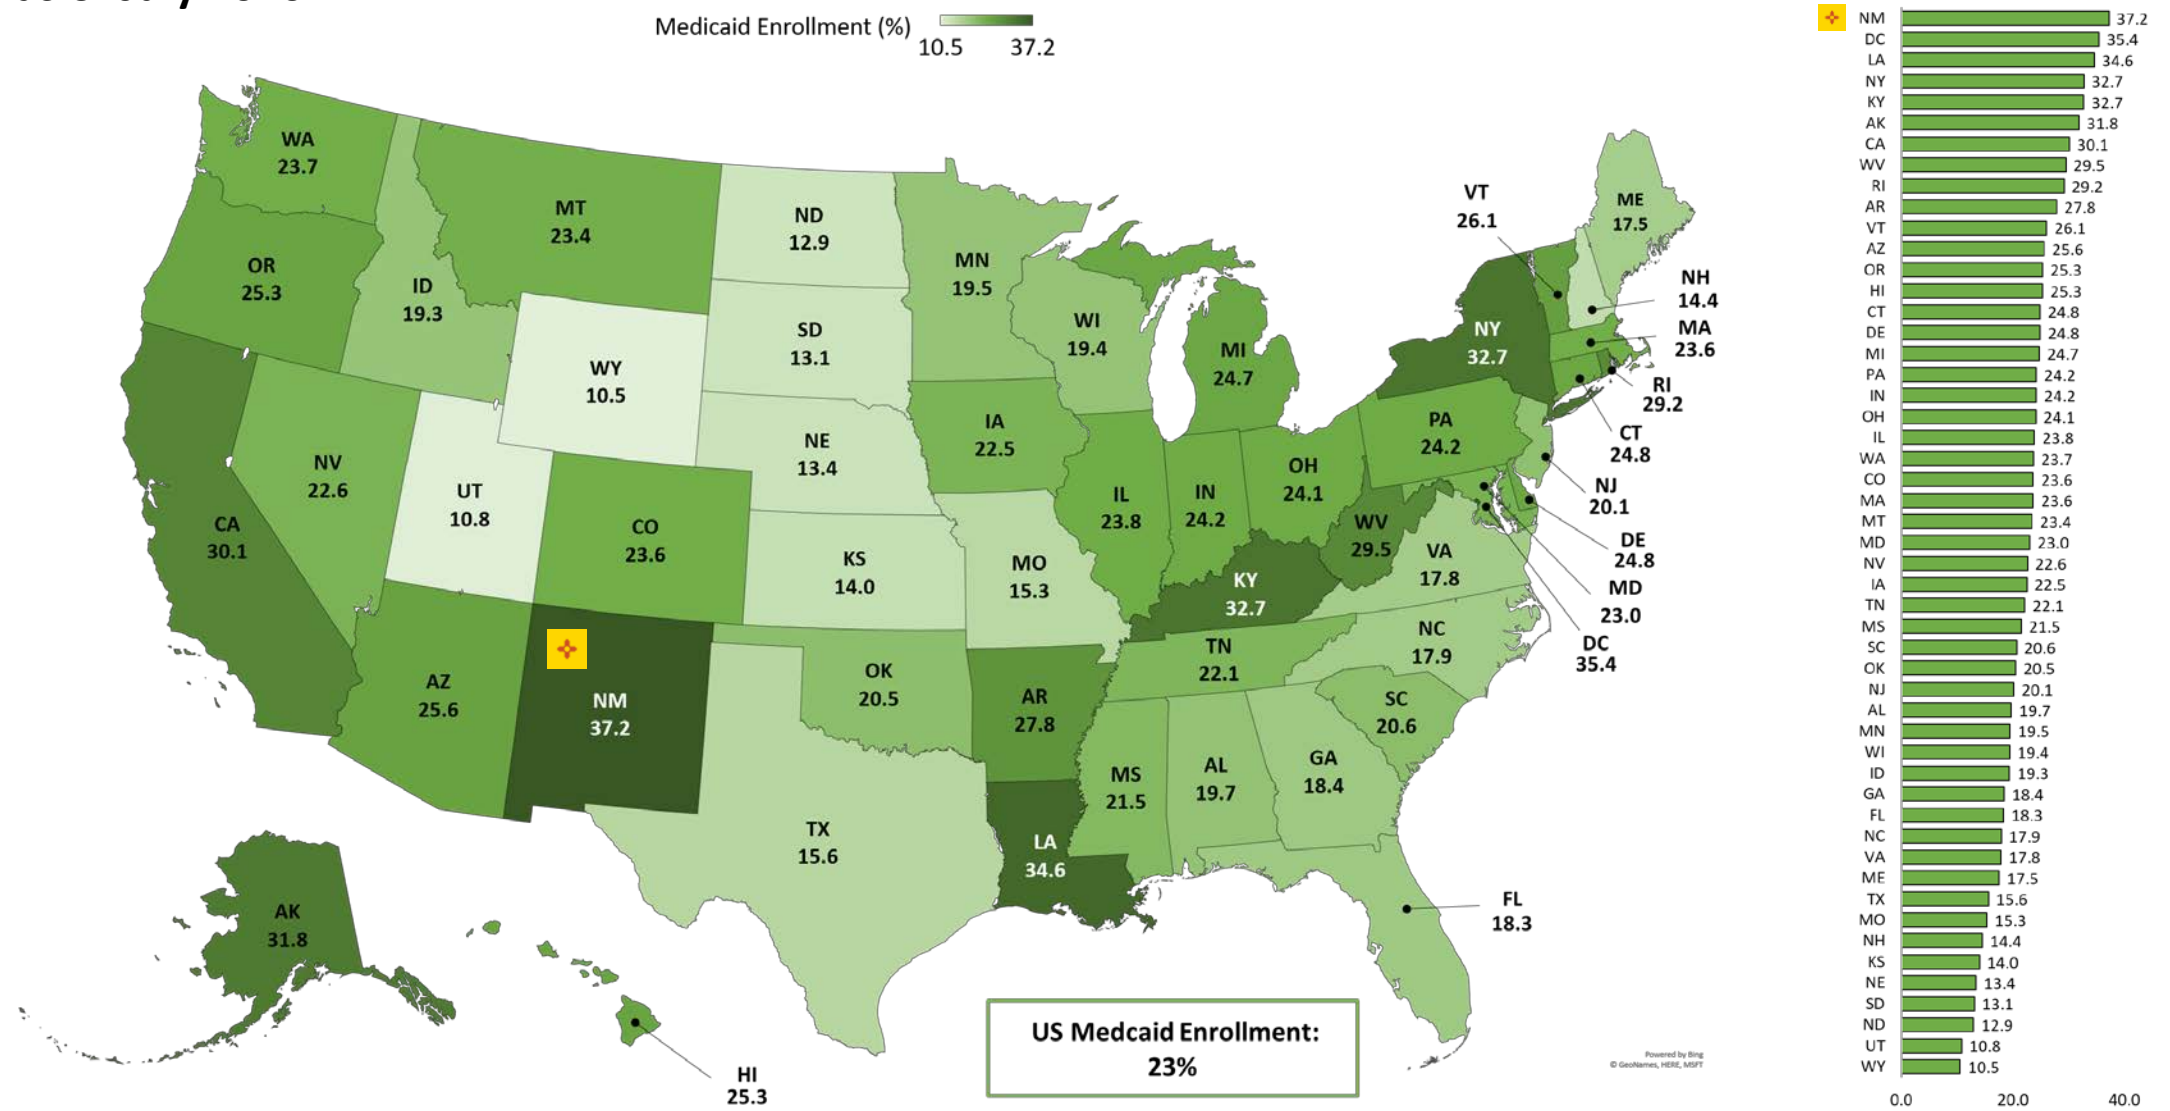 Medicaid Enrollment (%)
10.5 37.2
WA
23.7
OR
25.3
ID
19.3
MT
23.4
ND
12.9
SD
13.1
WY
10.5
NE
13.4
NV
22.6
UT
10.8
CO
23.6
KS
14.0
CA
30.1
AZ
25.6
NM
37.2
OK
20.5
TX
15.6
MN
19.5
WI
19.4
IA
22.5
MO
15.3
AR
27.8
LA
34.6
MI
24.7
IL
23.8
IN
24.2
OH
24.1
KY
32.7
TN
22.1
MS
21.5
AL
19.7
GA
18.4
SC
20.6
NC
17.9
VA
17.8
WV
29.5
PA
24.2
NY
32.7
VT
26.1
ME
17.5
NH
14.4
MA
23.6
RI
29.2
CT
24.8
NJ
20.1
DE
24.8
MD
23.0
DC
35.4
FL
18.3
AK
31.8
HI
25.3
US Medcaid Enrollment:
23%
Powered by Bing
© GeoNames, HERE, MSFT
NM 37.2
DC 35.4
LA 34.6
NY 32.7
KY 32.7
AK 31.8
CA 30.1
WV 29.5
RI 29.2
AR 27.8
VT 26.1
AZ 25.6
OR 25.3
HI 25.3
CT 24.8
DE 24.8
MI 24.7
PA 24.2
IN 24.2
OH 24.1
IL 23.8
WA 23.7
CO 23.6
MA 23.6
MT 23.4
MD 23.0
NV 22.6
IA 22.5
TN 22.1
MS 21.5
SC 20.6
OK 20.5
NJ 20.1
AL 19.7
MN 19.5
WI 19.4
ID 19.3
GA 18.4
FL 18.3
NC 17.9
VA 17.8
ME 17.5
TX 15.6
MO 15.3
NH 14.4
KS 14.0
NE 13.4
SD 13.1
ND 12.9
UT 10.8
WY 10.5
0.0 20.0 40.0